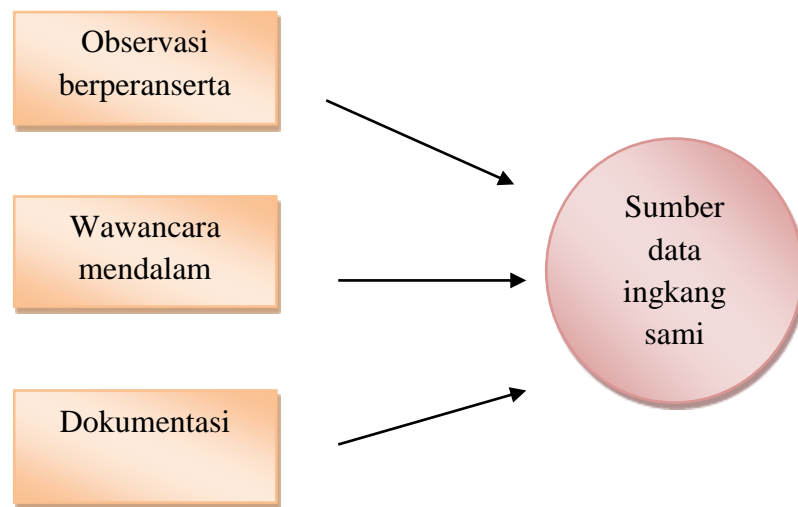 Observasi
berperanserta
Wawancara
mendalam
Dokumentasi
Sumber
data
ingkang
sami